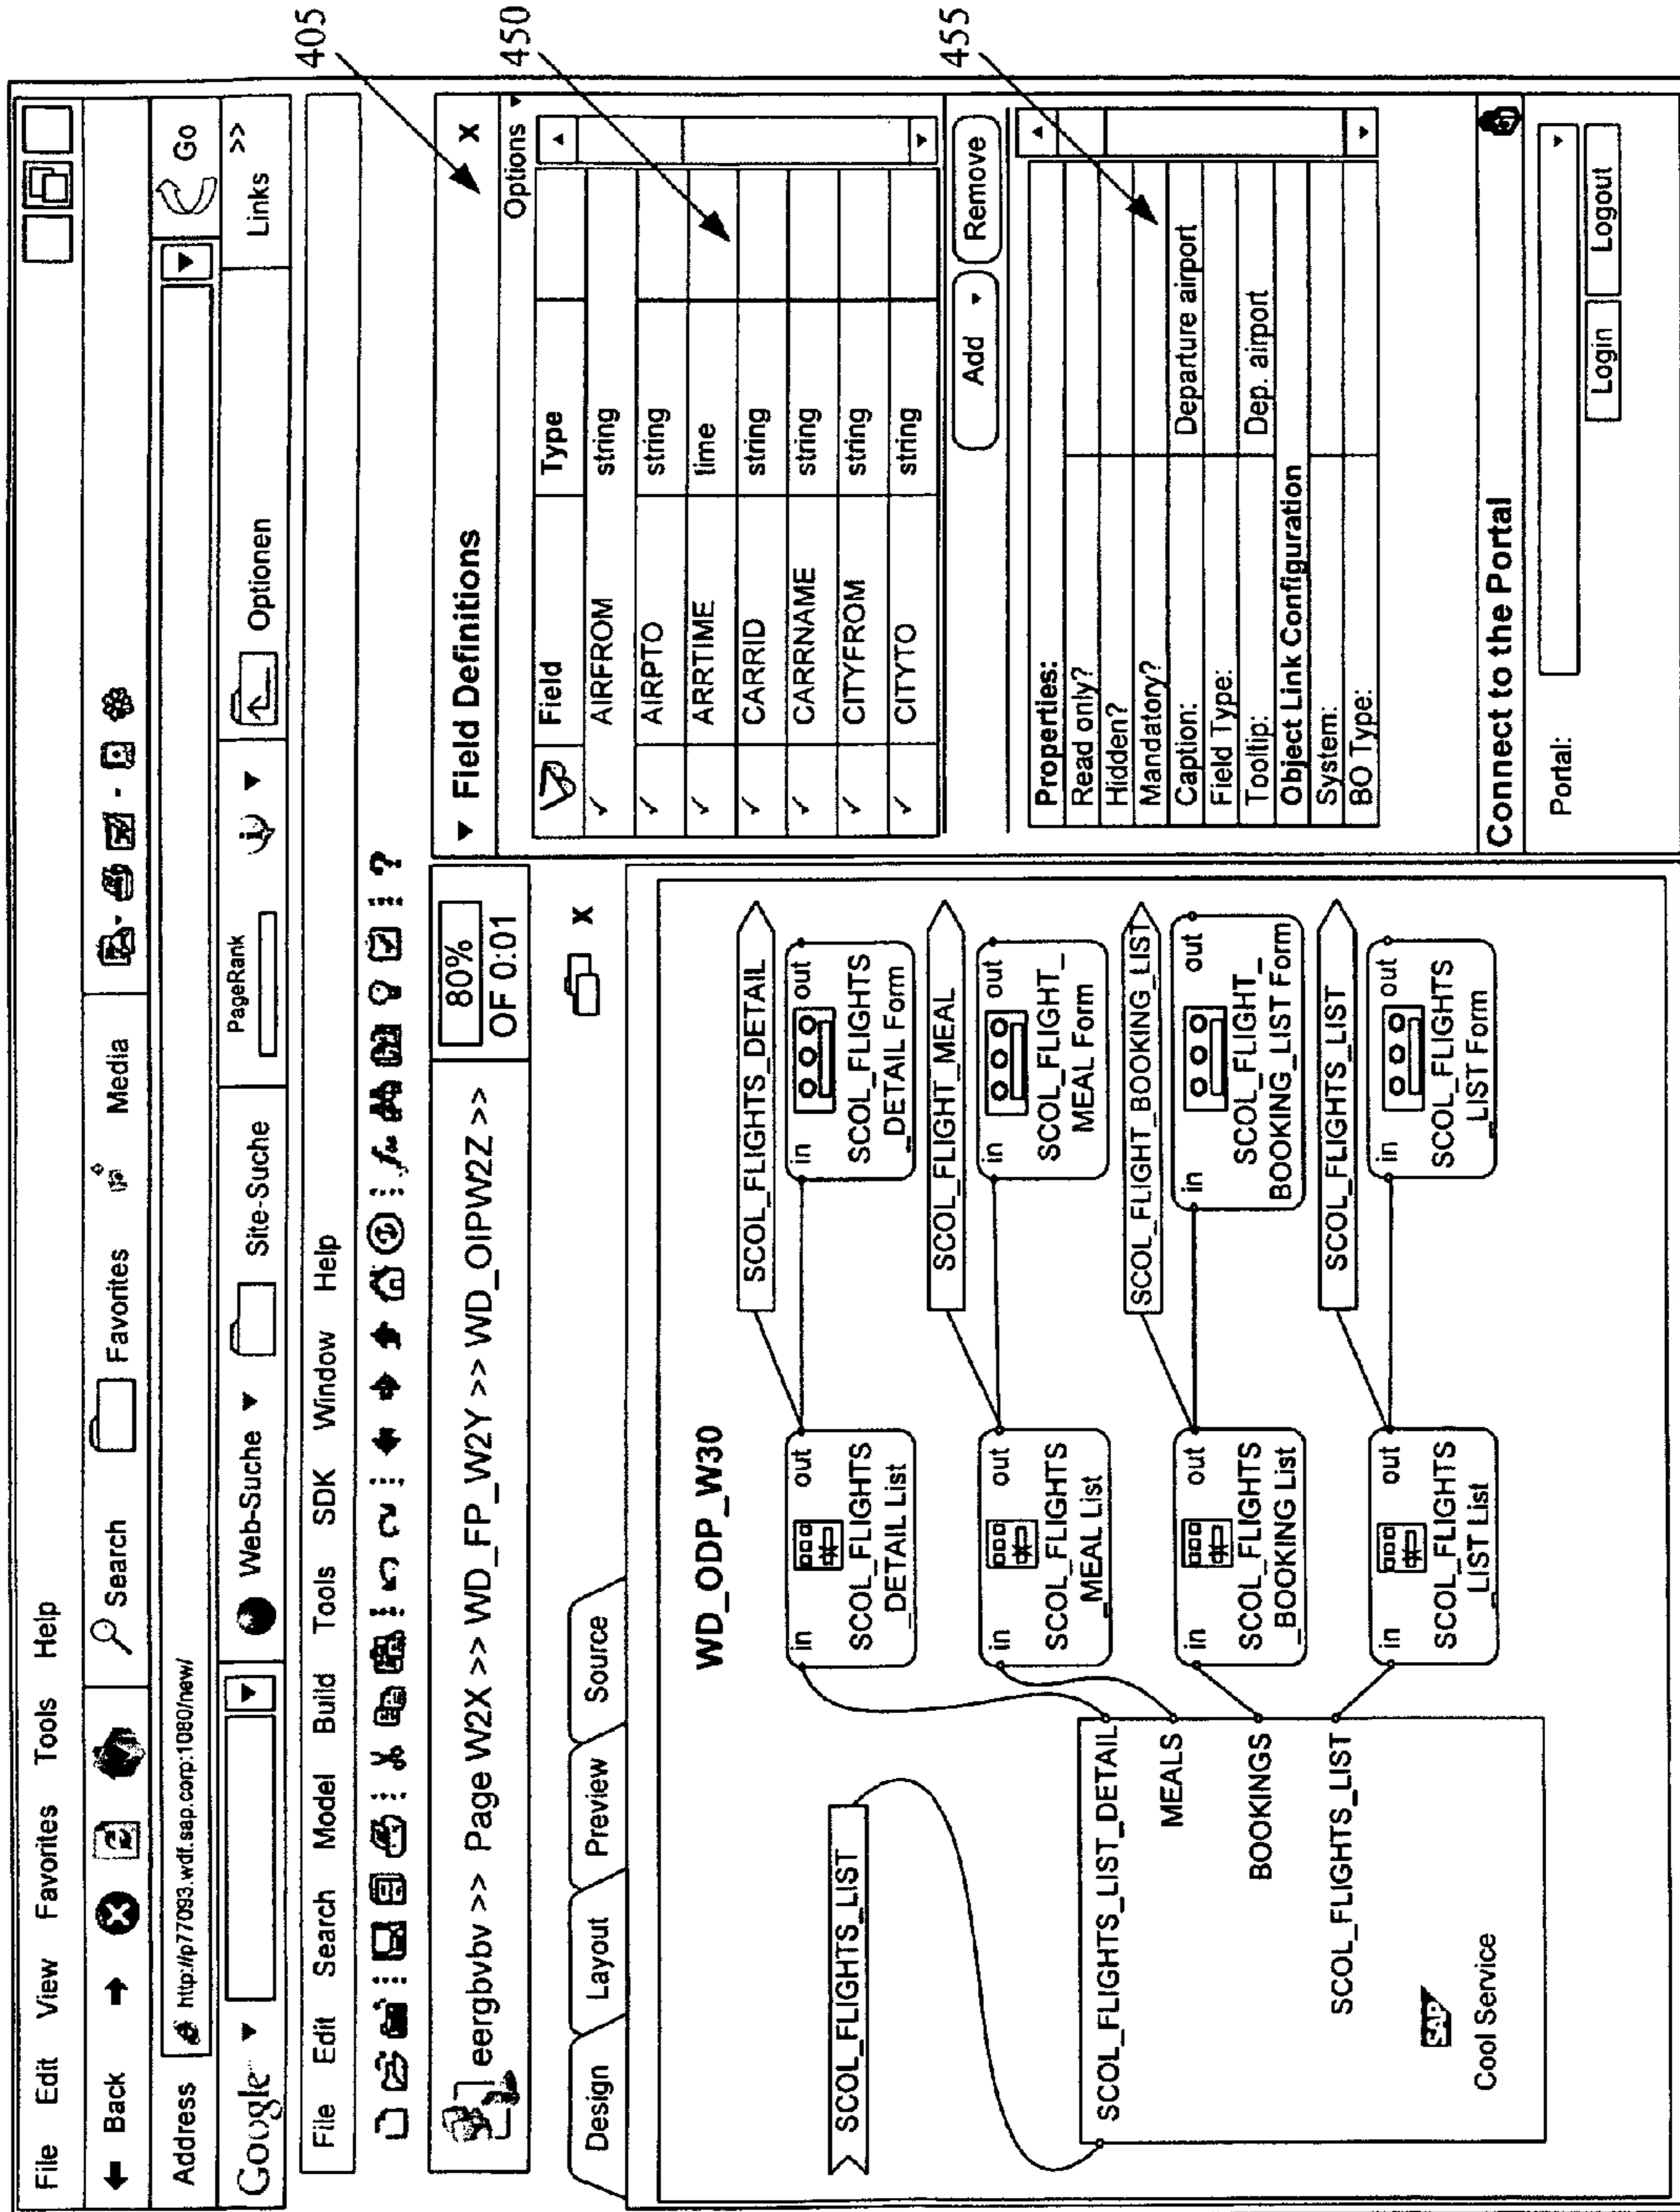 File Edit View Favorites Tools Help
Back Search Favorites Media
Address http://p77093.wdf.sap.corp:1080/new/ Go
Google Web-Suche Site-Suche PageRank Optionen Links >>
File Edit Search Model Build Tools SDK Window Help
?
eergbvbv >> Page W2X >> WD_FP_W2Y >> WD_OIPW2Z >>
80%
OF 0:01
Design Layout Preview Source X
WD_ODP_W30
SCOL_FLIGHTS_LIST
SCOL_FLIGHTS_LIST_DETAIL
MEALS
BOOKINGS
SCOL_FLIGHTS_LIST
SAP
Cool Service
in out
SCOL_FLIGHTS
_DETAIL List
in out
SCOL_FLIGHTS
_MEAL List
in out
SCOL_FLIGHTS
_BOOKING List
in out
SCOL_FLIGHTS
_LIST List
SCOL_FLIGHTS_DETAIL
in out
SCOL_FLIGHTS
_DETAIL Form
SCOL_FLIGHT_MEAL
in out
SCOL_FLIGHT_
MEAL Form
SCOL_FLIGHT_BOOKING_LIST
in out
SCOL_FLIGHT_
BOOKING_LIST Form
SCOL_FLIGHTS_LIST
in out
SCOL_FLIGHTS
_LIST Form
Field Definitions X
Options
Field Type
✓ AIRFROM string
✓ AIRPTO string
✓ ARRTIME time
✓ CARRID string
✓ CARRNAME string
✓ CITYFROM string
✓ CITYTO string
Add Remove
Properties:
Read only?
Hidden?
Mandatory?
Caption: Departure airport
Field Type:
Tooltip: Dep. airport
Object Link Configuration
System:
BO Type:
Connect to the Portal
Portal:
Login Logout
405
450
455